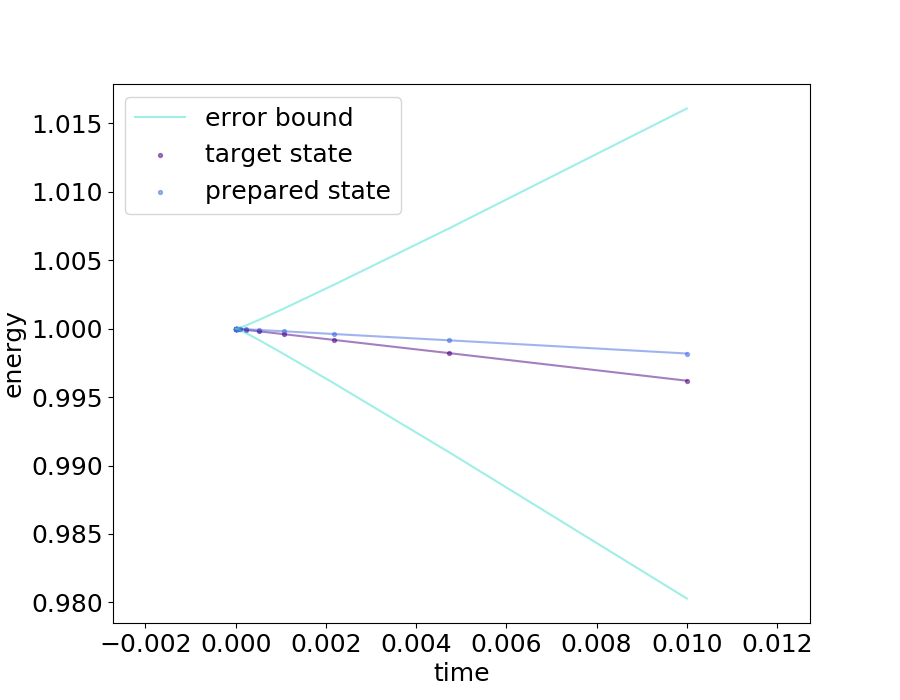 error bound
target state
prepared state
1.015
1.010
1.005
1.000
0.995
0.990
0.985
0.980
energy
−0.002 0.000 0.002 0.004 0.006 0.008 0.010 0.012
time